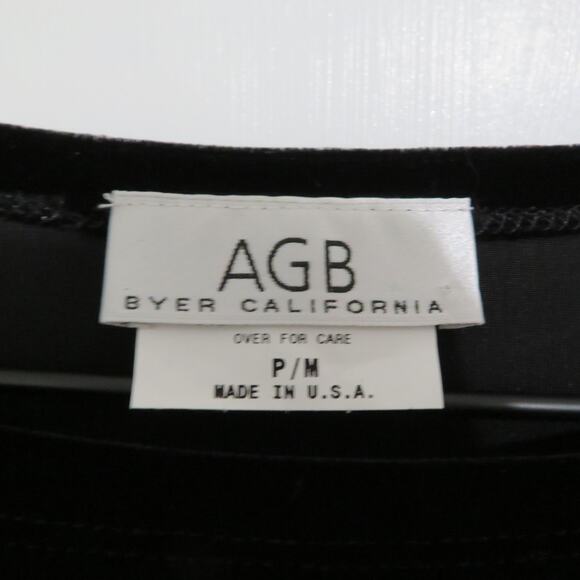 AGB
BYER CALIFORNIA
OVER FOR CARE
P/M
MADE IN U.S.A.